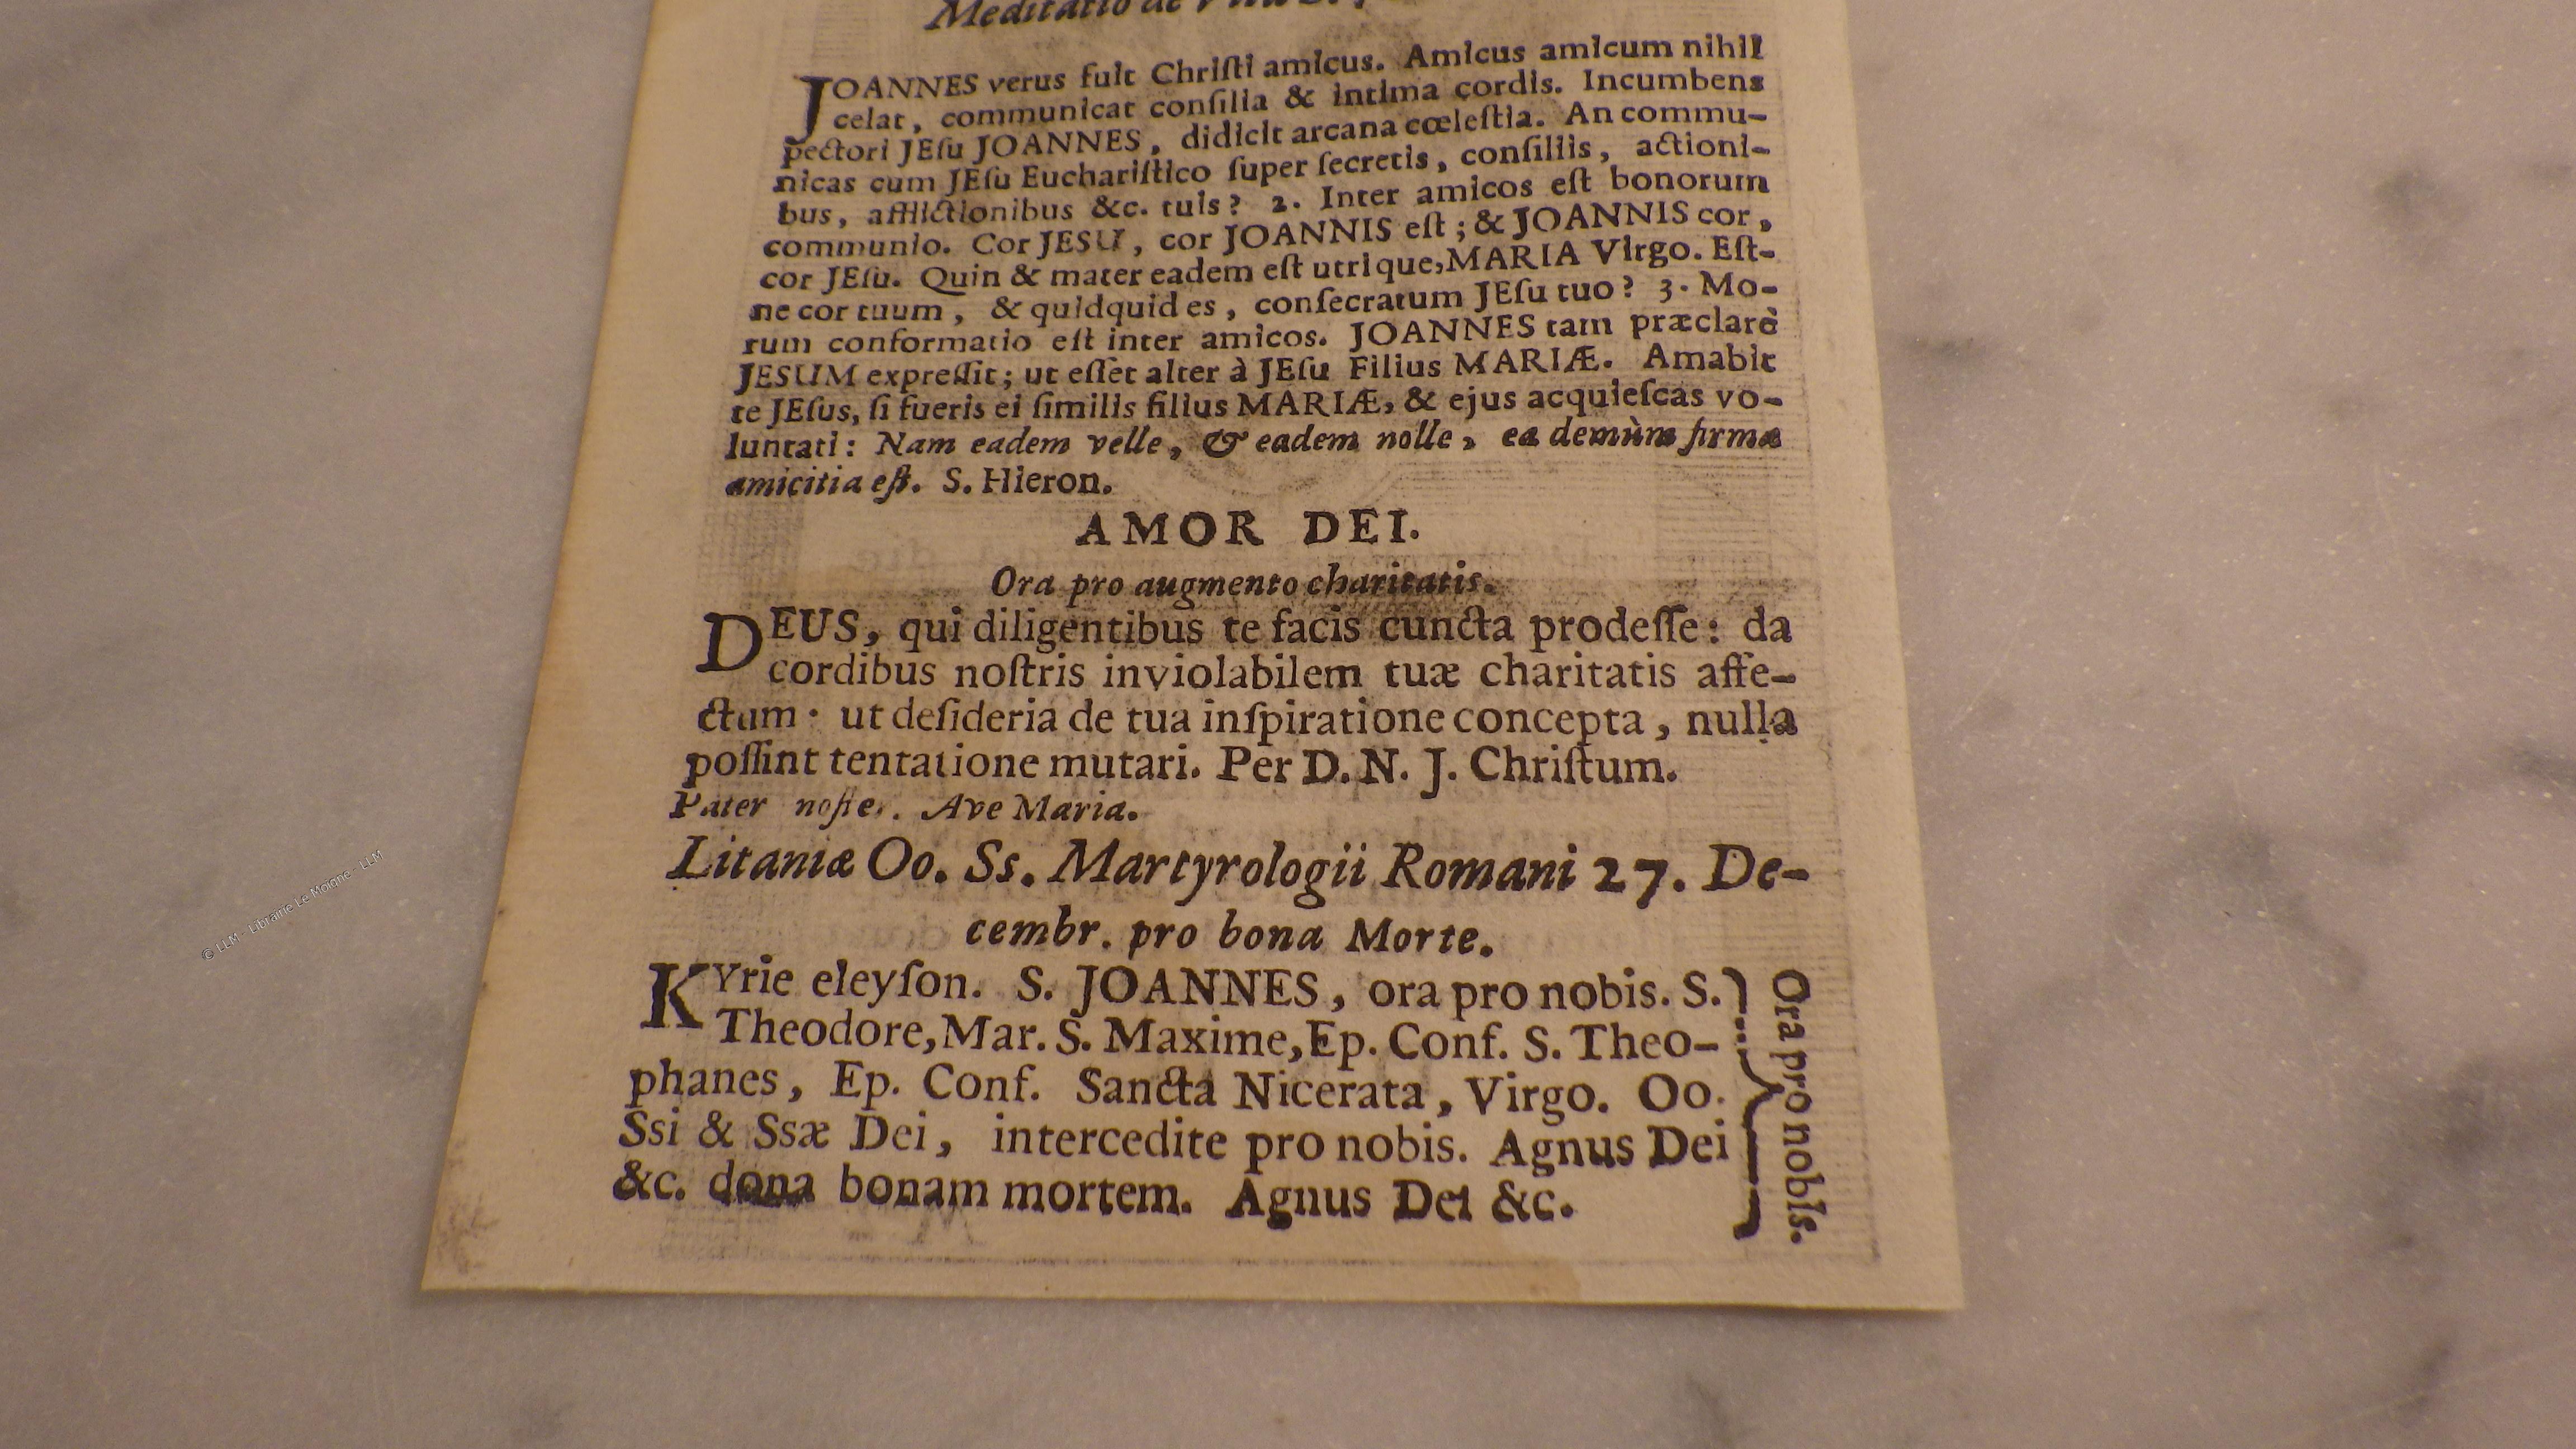 Meditatio de Vita S.
JOANNES verus fuit Chriſti amicus. Amicus amicum nihil
celat, communicat conſilia & intima cordis. Incumbens
pectori JEſu JOANNES, didicit arcana cœleſtia. An commu-
nicas cum JEſu Euchariſtico ſuper ſecretis, conſiliis, actioni-
bus, afflictionibus &c. tuis? 2. Inter amicos eſt bonorum
communio. Cor JESU, cor JOANNIS eſt; & JOANNIS cor,
cor JEſu. Quin & mater eadem eſt utrique, MARIA Virgo. Eſt-
ne cor tuum, & quidquid es, conſecratum JEſu tuo? 3. Mo-
rum conformatio eſt inter amicos. JOANNES tam præclarè
JESUM expreſſit; ut eſſet alter à JEſu Filius MARIÆ. Amabit
te JEſus, ſi fueris ei ſimilis filius MARIÆ, & ejus acquieſcas vo-
luntati: Nam eadem velle, & eadem nolle, ea demùm firma
amicitia eſt. S. Hieron.
AMOR DEI.
Ora pro augmento charitatis.
DEUS, qui diligentibus te facis cuncta prodeſſe: da
cordibus noſtris inviolabilem tuæ charitatis affe-
ctum: ut deſideria de tua inſpiratione concepta, nulla
poſſint tentatione mutari. Per D. N. J. Chriſtum.
Pater noſter. Ave Maria.
Litaniæ Oo. Ss. Martyrologii Romani 27. De-
cembr. pro bona Morte.
KYrie eleyſon. S. JOANNES, ora pro nobis. S.
Theodore, Mar. S. Maxime, Ep. Conf. S. Theo-
phanes, Ep. Conf. Sancta Nicerata, Virgo. Oo.
Ssi & Ssæ Dei, intercedite pro nobis. Agnus Dei
&c. dona bonam mortem. Agnus Dei &c.
Ora pro nobis.
© LLM - Librairie Le Moigne - LLM